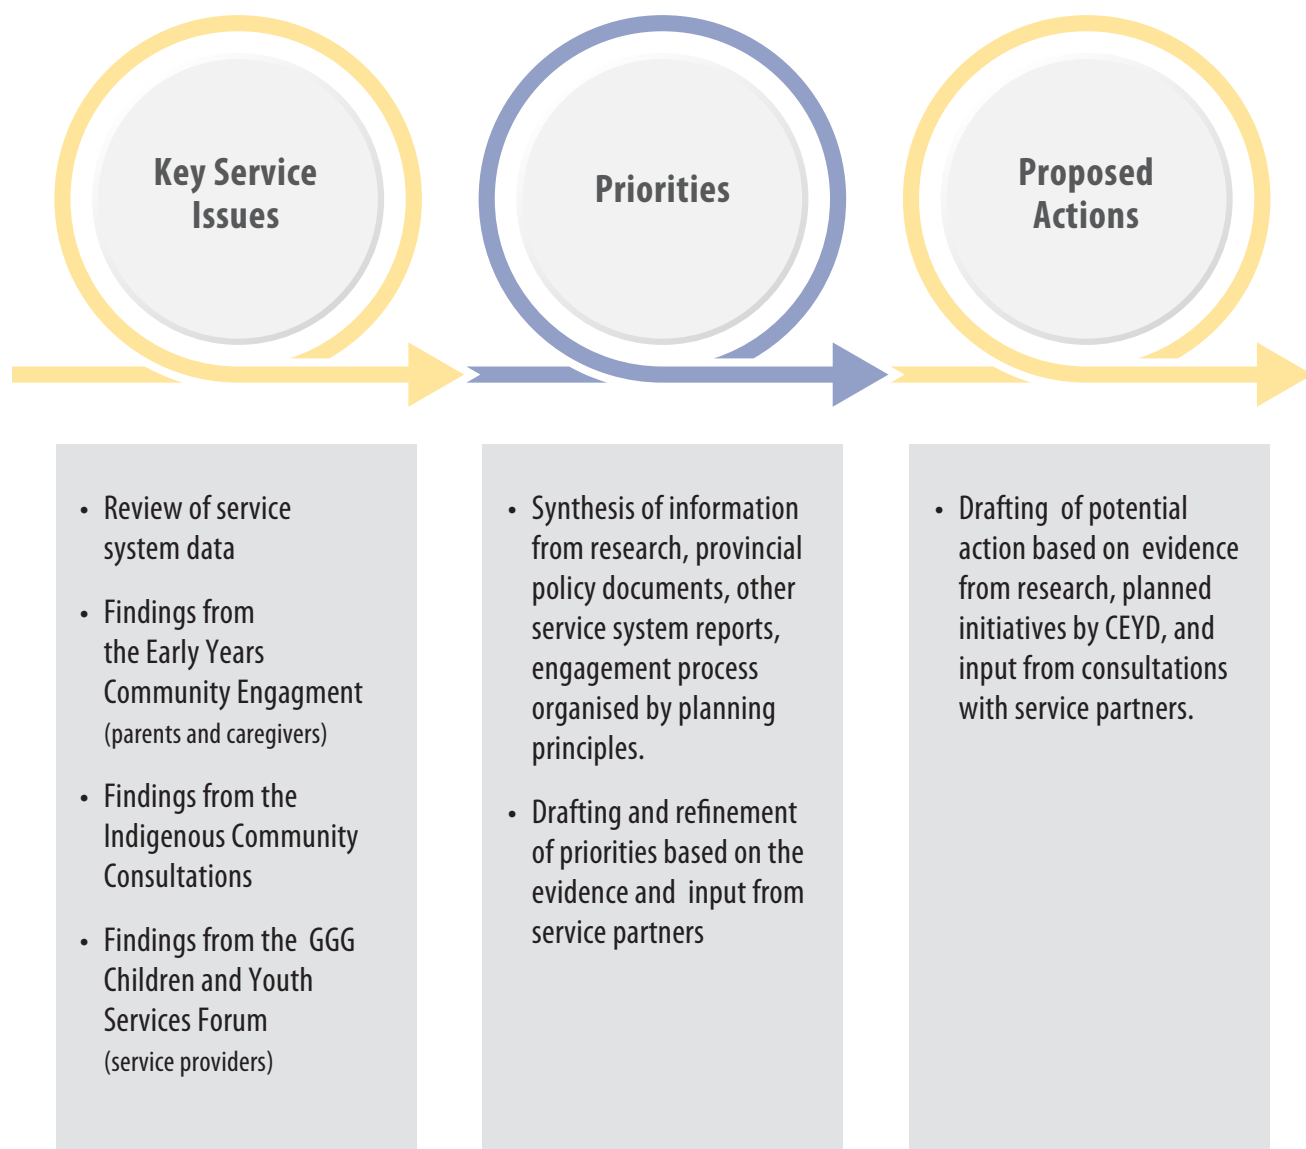 Key Service
Issues
Priorities
Proposed
Actions
• Review of service
system data
• Findings from
the Early Years
Community Engagment
(parents and caregivers)
• Findings from the
Indigenous Community
Consultations
• Findings from the  GGG
Children and Youth
Services Forum
(service providers)
• Synthesis of information
from research, provincial
policy documents, other
service system reports,
engagement process
organised by planning
principles.
• Drafting and refinement
of priorities based on the
evidence and  input from
service partners
• Drafting  of potential
action based on  evidence
from research, planned
initiatives by CEYD, and
input from consultations
with service partners.